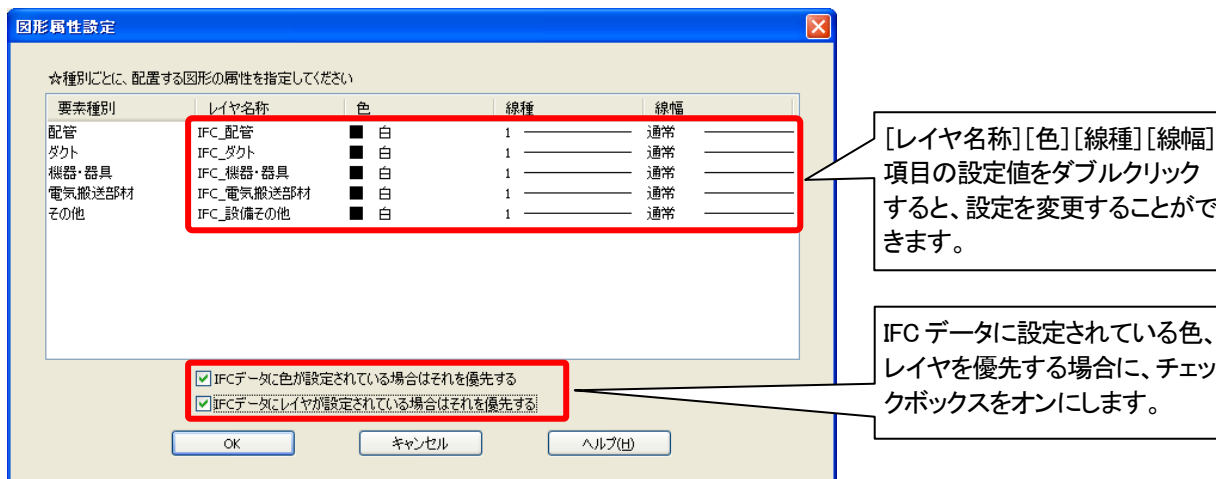 図形属性設定
☆種別ごとに、配置する図形の属性を指定してください
要素種別 レイヤ名称 色 線種 線幅
配管 IFC_配管 ■ 白 1 通常
ダクト IFC_ダクト ■ 白 1 通常
機器・器具 IFC_機器・器具 ■ 白 1 通常
電気搬送部材 IFC_電気搬送部材 ■ 白 1 通常
その他 IFC_設備その他 ■ 白 1 通常
IFCデータに色が設定されている場合はそれを優先する
IFCデータにレイヤが設定されている場合はそれを優先する
OK キャンセル ヘルプ(H)
[レイヤ名称][色][線種][線幅]
項目の設定値をダブルクリック
すると、設定を変更することがで
きます。
IFC データに設定されている色、
レイヤを優先する場合に、チェッ
クボックスをオンにします。